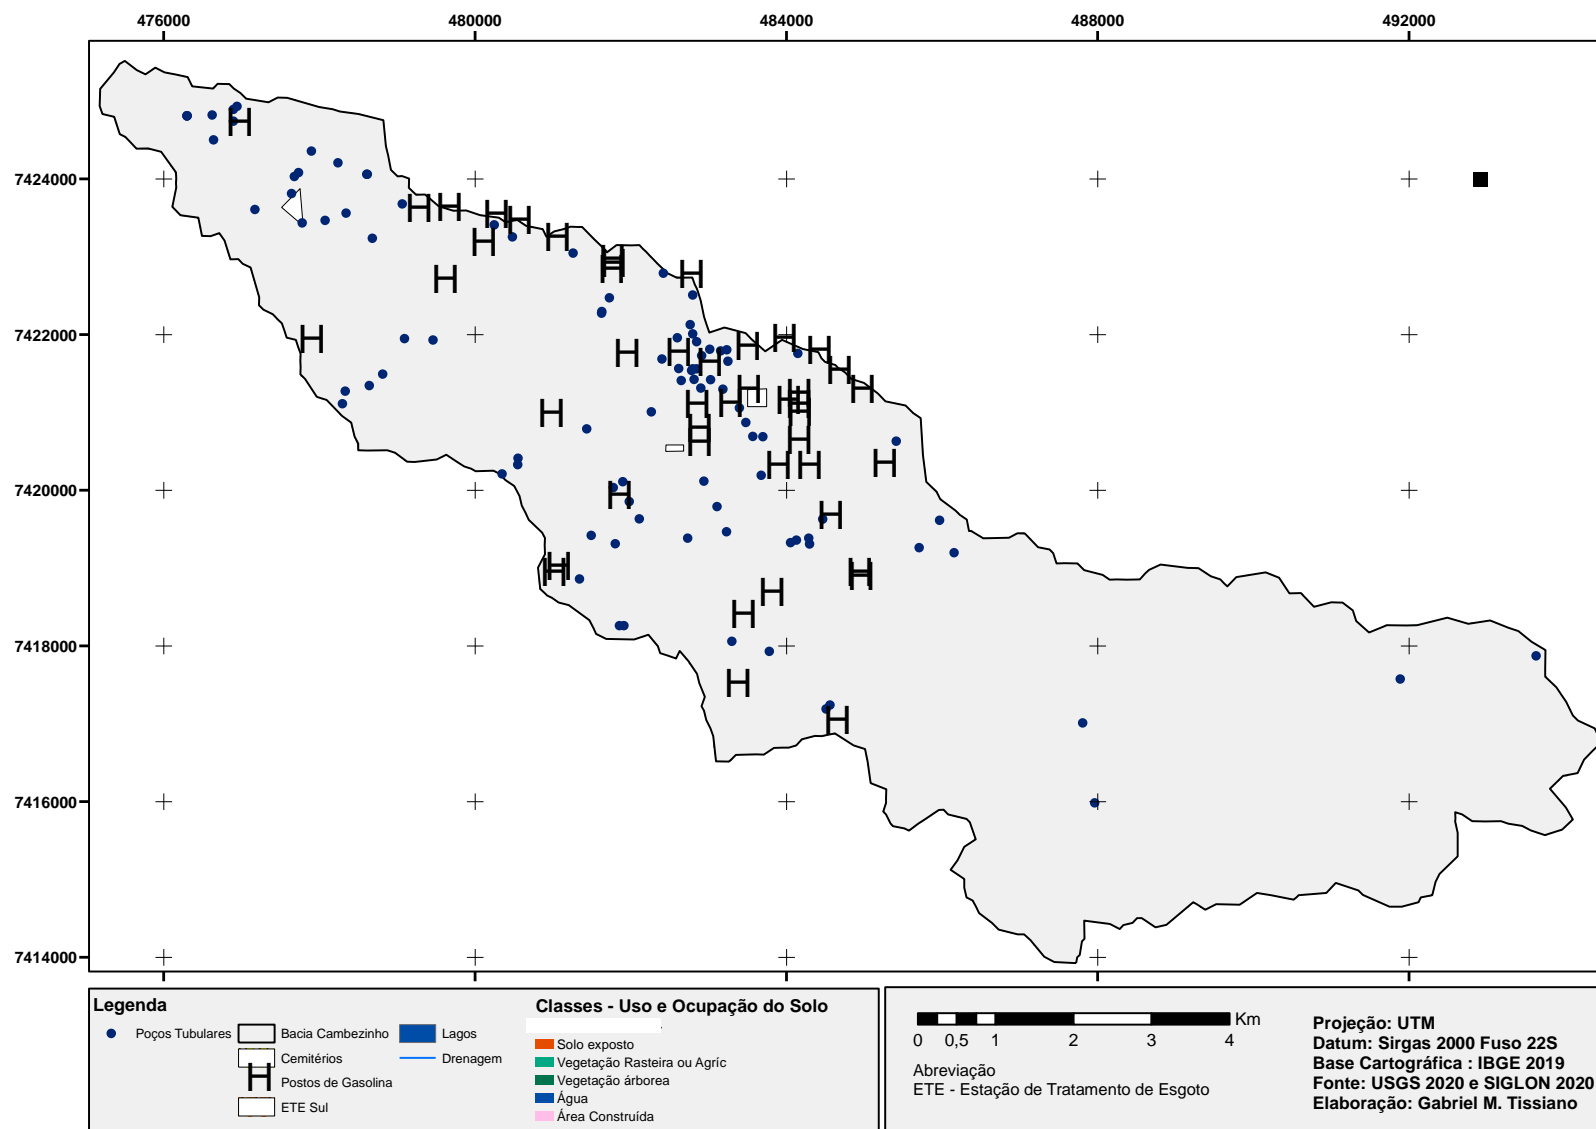 476000 480000 484000 488000 492000
7424000
7422000
7420000
7418000
7416000
7414000
Legenda
Poços Tubulares
Bacia Cambezinho
Cemitérios
Postos de Gasolina
ETE Sul
Lagos
Drenagem
Classes - Uso e Ocupação do Solo
Solo exposto
Vegetação Rasteira ou Agríc
Vegetação árborea
Água
Área Construída
0 0,5 1 2 3 4 Km
Abreviação
ETE - Estação de Tratamento de Esgoto
Projeção: UTM
Datum: Sirgas 2000 Fuso 22S
Base Cartográfica : IBGE 2019
Fonte: USGS 2020 e SIGLON 2020
Elaboração: Gabriel M. Tissiano